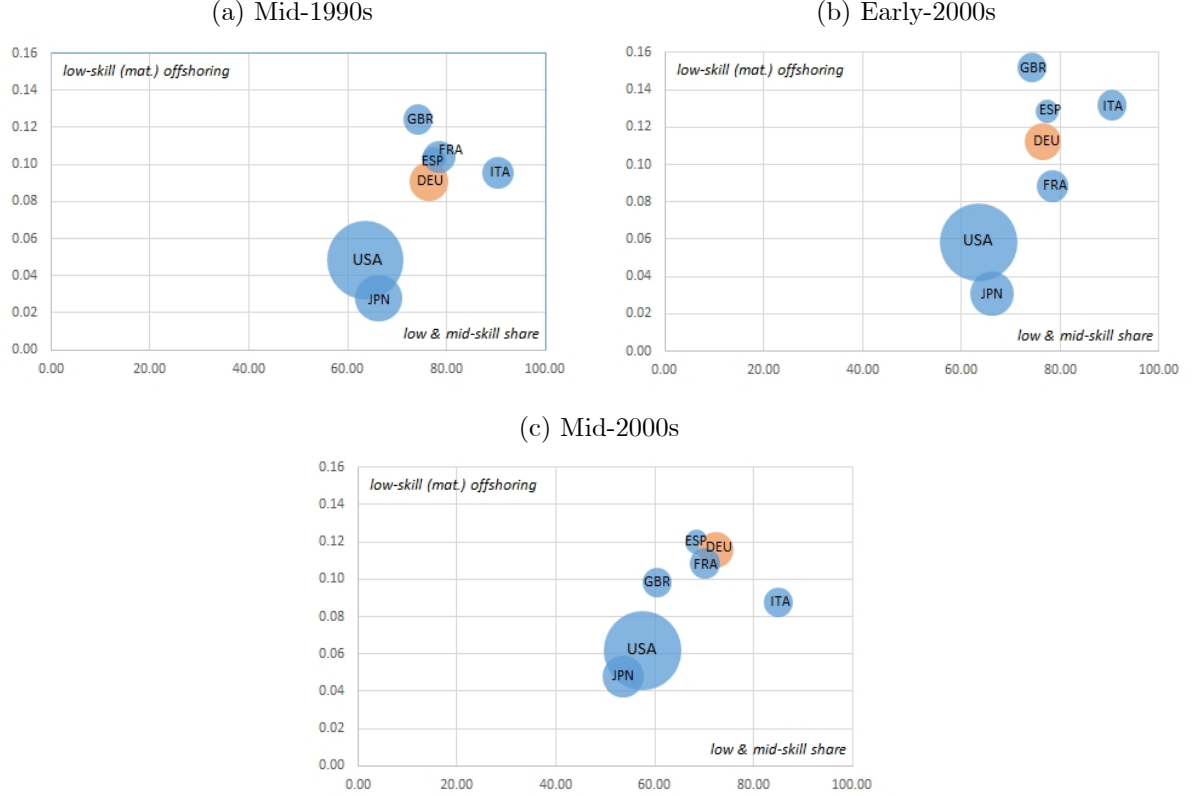 (a) Mid-1990s
0.16
low-skill (mat.) offshoring
0.14
GBR
0.12
FRA
0.10
ESP
ITA
DEU
0.08
0.06
USA
0.04
JPN
0.02
low & mid-skill share
0.00
0.00 20.00 40.00 60.00 80.00 100.00
(b) Early-2000s
0.16
low-skill (mat.) offshoring
GBR
0.14
ESP
ITA
0.12
DEU
0.10
FRA
0.08
0.06
USA
0.04
JPN
0.02
low & mid-skill share
0.00
0.00 20.00 40.00 60.00 80.00 100.00
(c) Mid-2000s
0.16
low-skill (mat.) offshoring
0.14
0.12
ESP
DEU
FRA
0.10
GBR
ITA
0.08
0.06
USA
JPN
0.04
0.02
low & mid-skill share
0.00
0.00 20.00 40.00 60.00 80.00 100.00